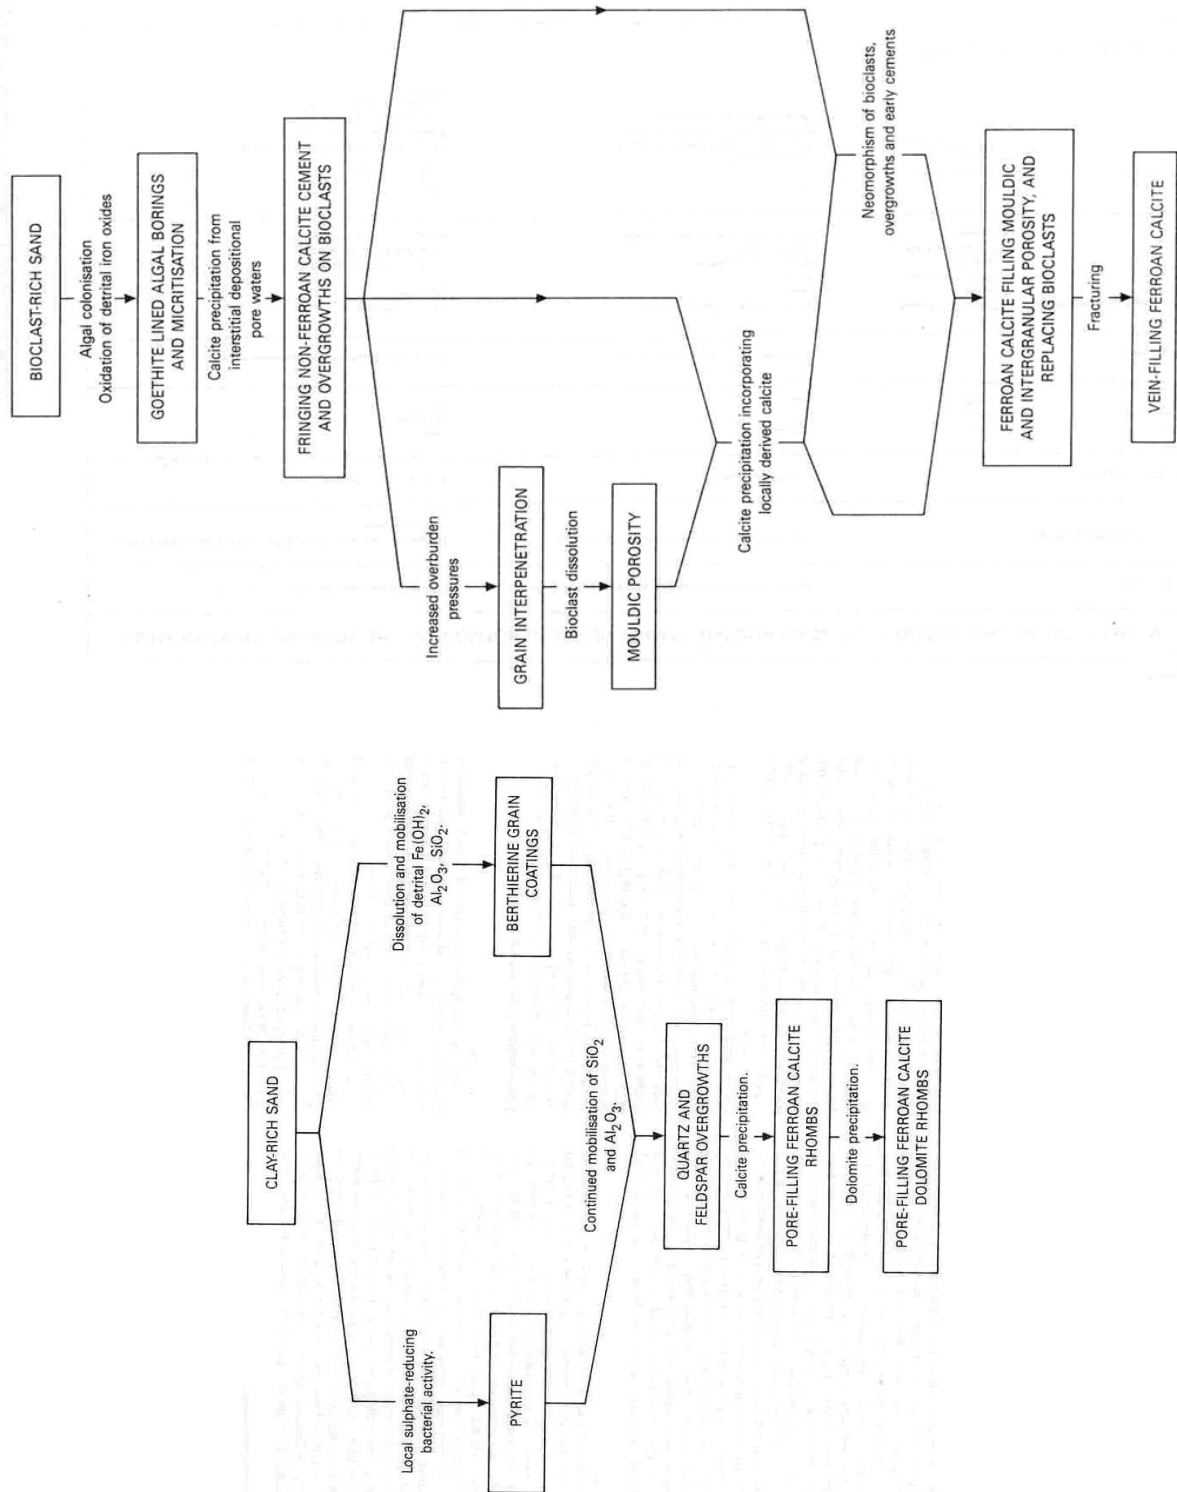 CLAY-RICH SAND
Local sulphate-reducing
bacterial activity.
PYRITE
Dissolution and mobilisation
of detrital Fe(OH)2,
Al2O3, SiO2.
BERTHIERINE GRAIN
COATINGS
Continued mobilisation of SiO2
and Al2O3.
QUARTZ AND
FELDSPAR OVERGROWTHS
Calcite precipitation.
PORE-FILLING FERROAN CALCITE
RHOMBS
Dolomite precipitation.
PORE-FILLING FERROAN CALCITE
DOLOMITE RHOMBS
BIOCLAST-RICH SAND
Algal colonisation
Oxidation of detrital iron oxides
GOETHITE LINED ALGAL BORINGS
AND MICRITISATION
Calcite precipitation from
interstitial depositional
pore waters
FRINGING NON-FERROAN CALCITE CEMENT
AND OVERGROWTHS ON BIOCLASTS
Increased overburden
pressures
GRAIN INTERPENETRATION
Bioclast dissolution
MOULDIC POROSITY
Calcite precipitation incorporating
locally derived calcite
Neomorphism of bioclasts,
overgrowths and early cements
FERROAN CALCITE FILLING MOULDIC
AND INTERGRANULAR POROSITY, AND
REPLACING BIOCLASTS
Fracturing
VEIN-FILLING FERROAN CALCITE